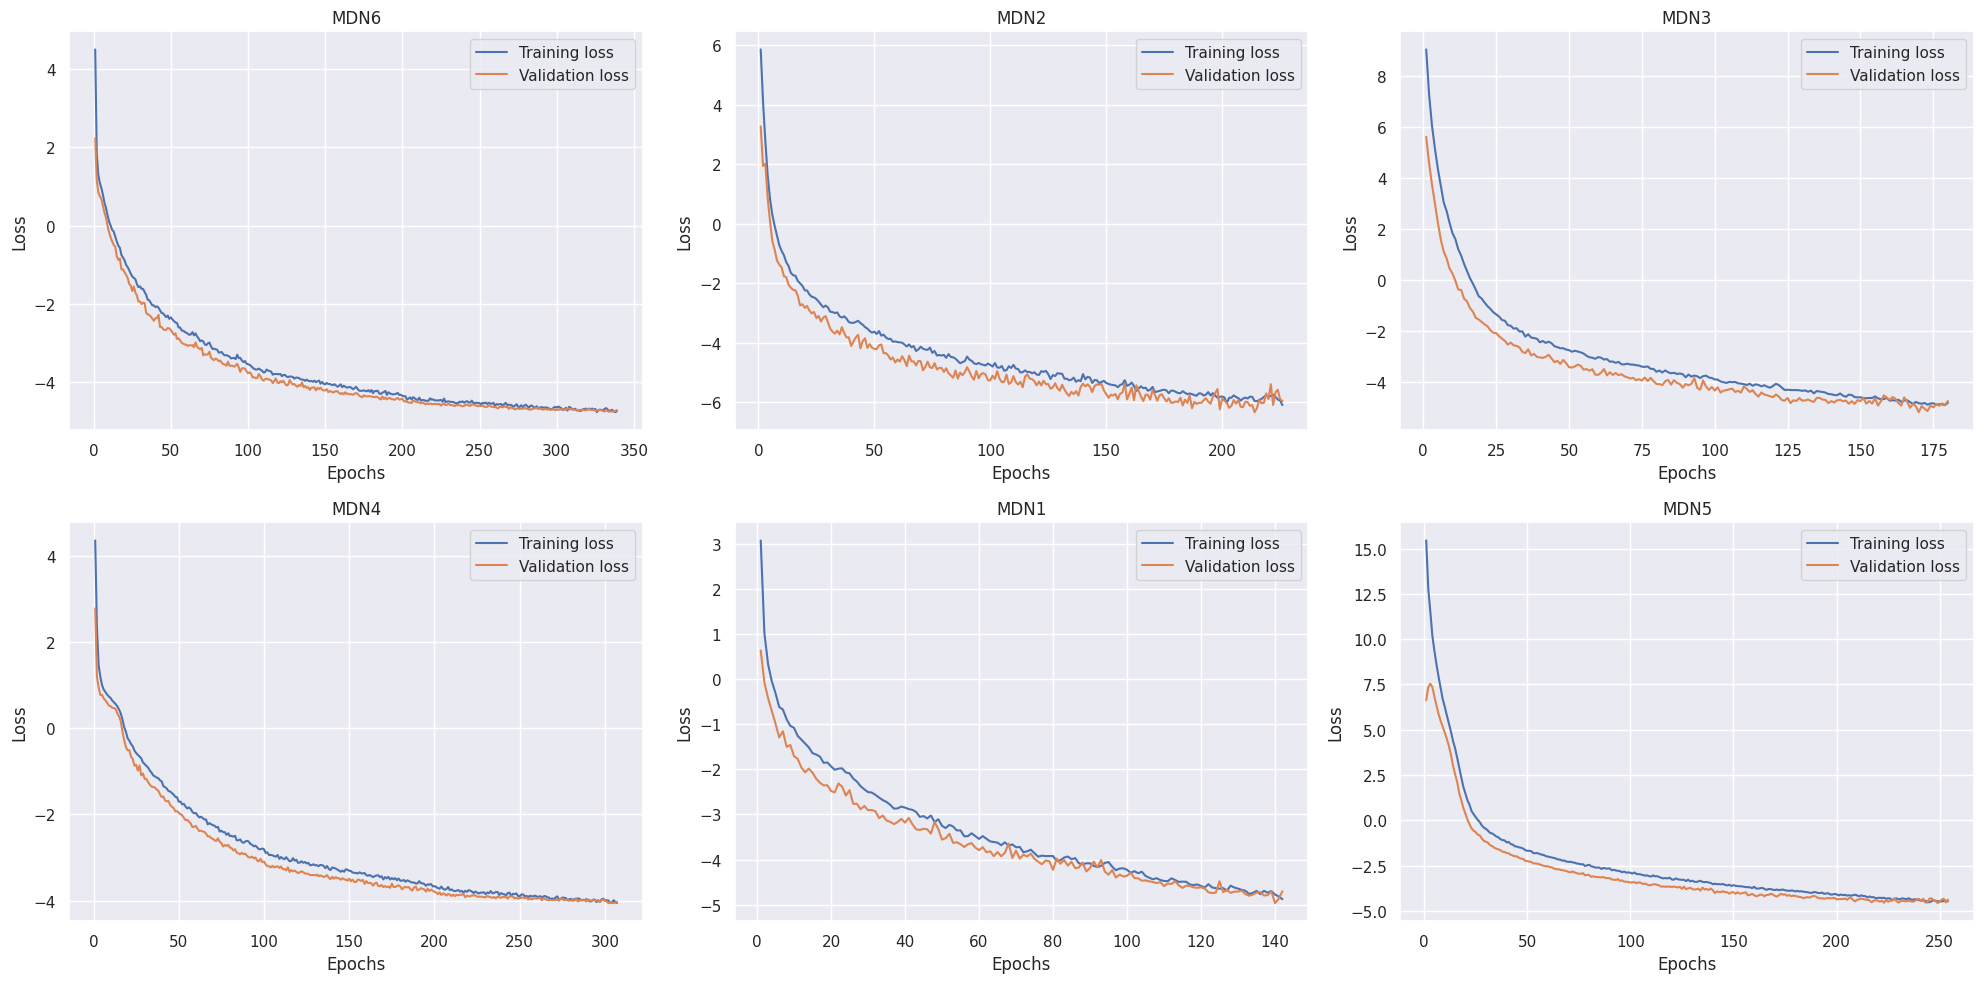 MDN6
Training loss
Validation loss
4
2
0
−2
−4
Loss
0 50 100 150 200 250 300 350
Epochs
MDN2
Training loss
Validation loss
6
4
2
0
−2
−4
−6
Loss
0 50 100 150 200
Epochs
MDN3
Training loss
Validation loss
8
6
4
2
0
−2
−4
Loss
0 25 50 75 100 125 150 175
Epochs
MDN4
Training loss
Validation loss
4
2
0
−2
−4
Loss
0 50 100 150 200 250 300
Epochs
MDN1
Training loss
Validation loss
3
2
1
0
−1
−2
−3
−4
−5
Loss
0 20 40 60 80 100 120 140
Epochs
MDN5
Training loss
Validation loss
15.0
12.5
10.0
7.5
5.0
2.5
0.0
−2.5
−5.0
Loss
0 50 100 150 200 250
Epochs